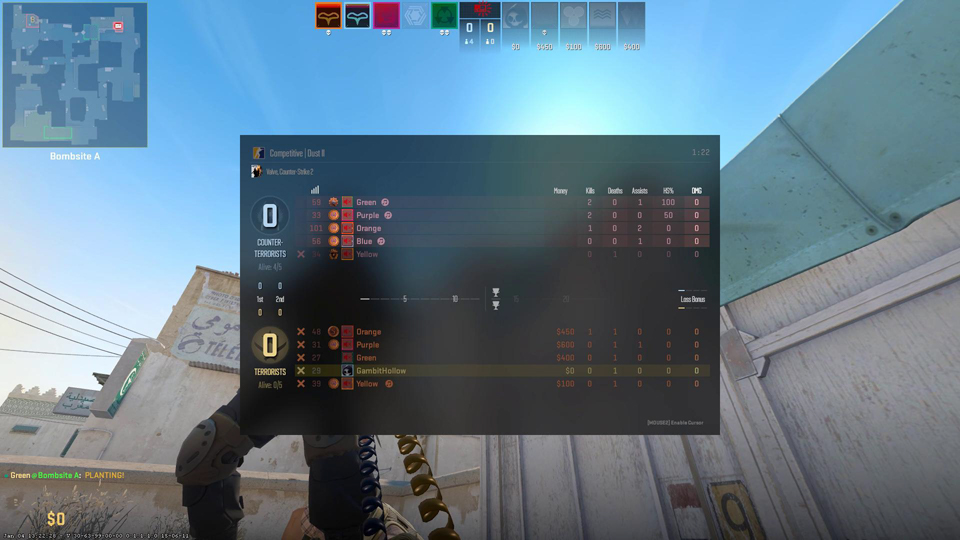 0 0
4 0
$0 $450 $100 $600 $400
Bombsite A
Competitive | Dust II
1:22
Valve, Counter-Strike 2
Money Kills Deaths Assists HS% DMG
59 Green 2 0 1 100 0
33 Purple 2 0 0 50 0
101 Orange 1 0 2 0 0
56 Blue 0 0 1 0 0
Yellow 0 1 0 0 0
0
COUNTER-
TERRORISTS
Alive: 4/5
0 0
1st 2nd
0 0
5 10
Loss Bonus
48 Orange $450 1 1 0 0 0
31 Purple $600 1 1 0 0 0
27 Green $400 0 1 0 0 0
29 GambitHollow $0 0 1 0 0 0
39 Yellow $100 0 1 0 0 0
0
TERRORISTS
Alive: 0/5
[MOUSE2] Enable Cursor
Green @ Bombsite A: PLANTING!
$0